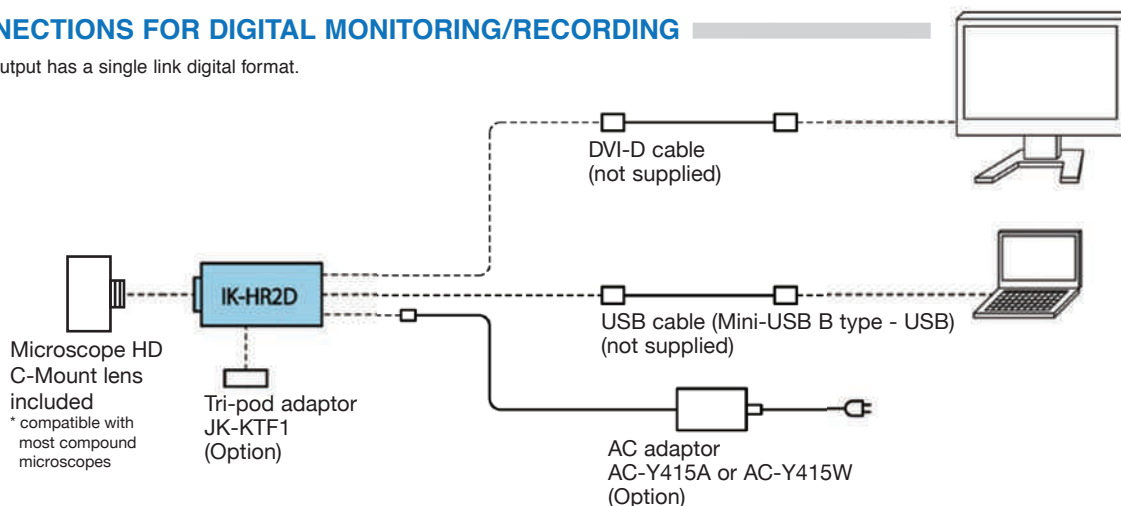 NECTIONS FOR DIGITAL MONITORING/RECORDING
utput has a single link digital format.
DVI-D cable
(not supplied)
IK-HR2D
USB cable (Mini-USB B type - USB)
(not supplied)
Microscope HD
C-Mount lens
included
* compatible with
most compound
microscopes
Tri-pod adaptor
JK-KTF1
(Option)
AC adaptor
AC-Y415A or AC-Y415W
(Option)